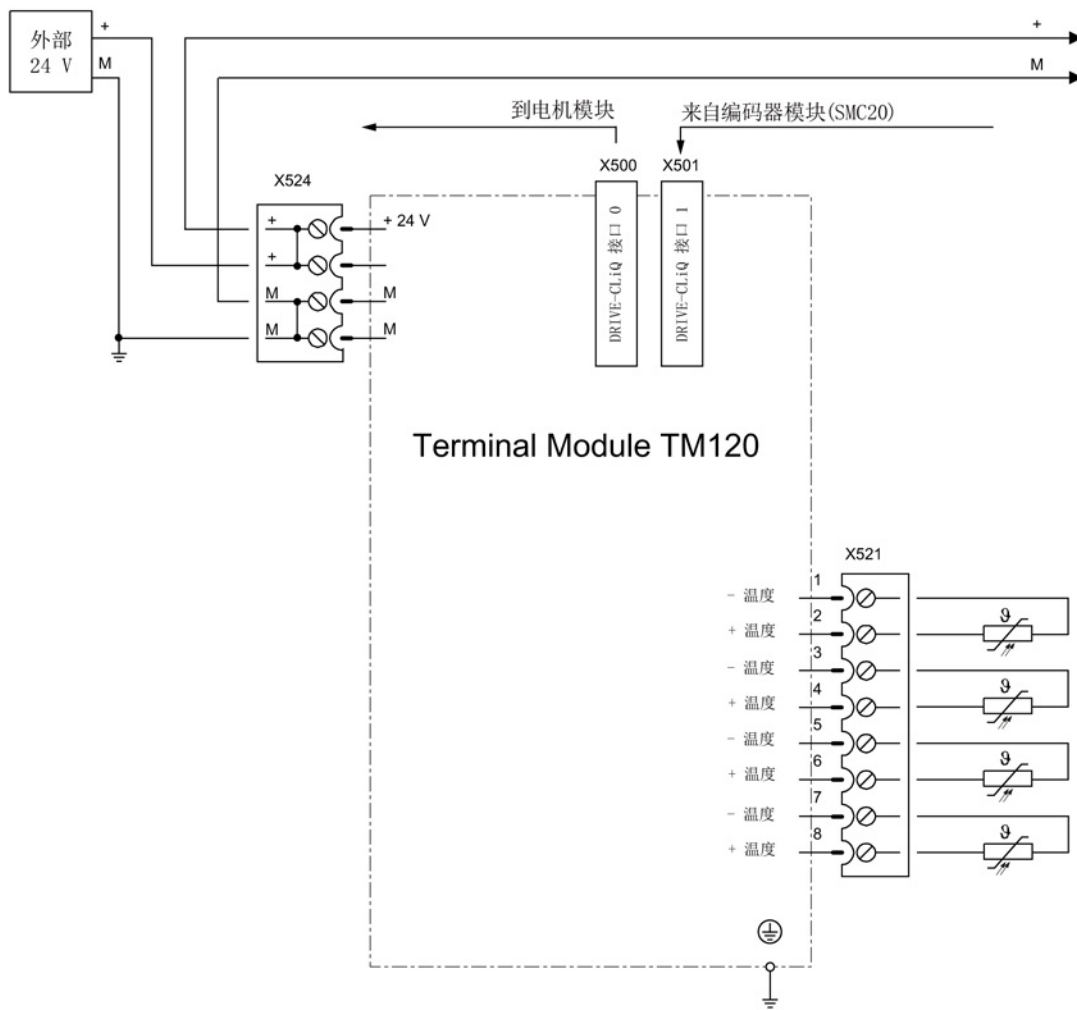 外部
24 V
+
M
+
M
到电机模块
来自编码器模块(SMC20)
X500
X501
X524
DRIVE-CLiQ 接口 0
DRIVE-CLiQ 接口 1
+
+ 24 V
+
M
M
M
M
Terminal Module TM120
X521
- 温度
1
+ 温度
2
- 温度
3
+ 温度
4
- 温度
5
+ 温度
6
- 温度
7
+ 温度
8
ϑ
ϑ
ϑ
ϑ